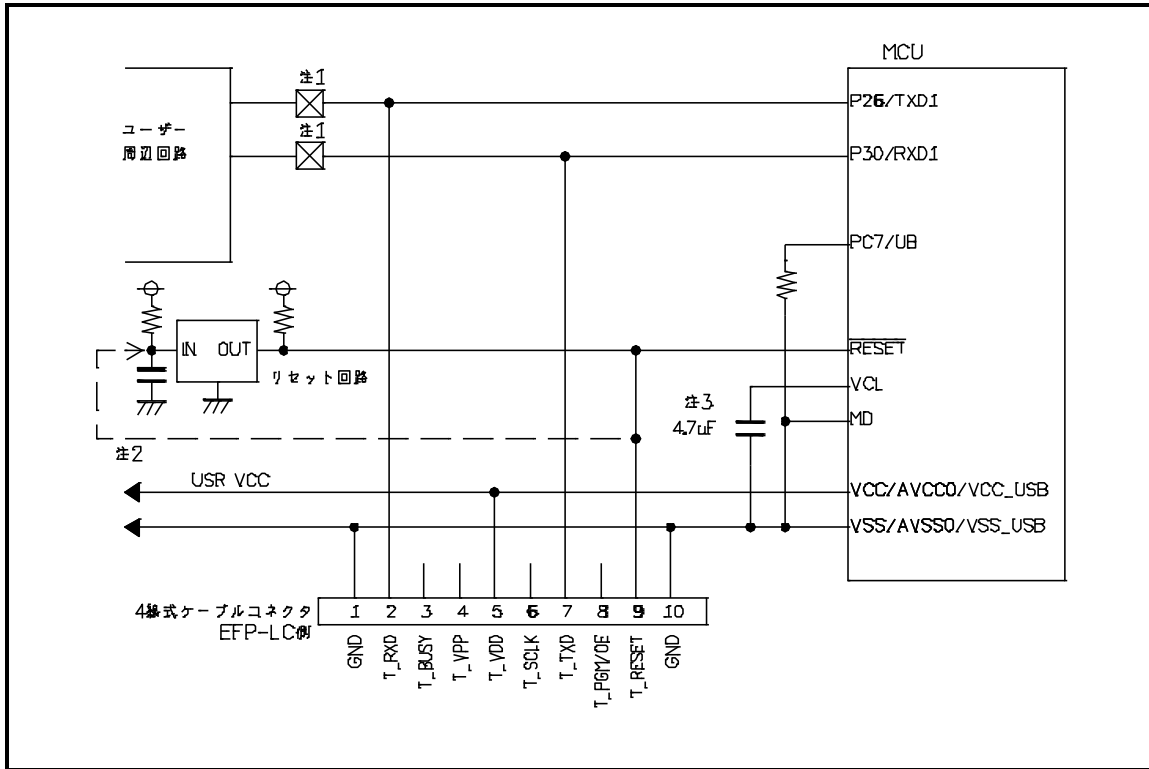 MCU
注1
P26/TXD1
ユーザー
周辺回路
注1
P30/RXD1
PC7/UB
IN OUT
リセット回路
RESET
VCL
注3
4.7uF
MD
注2
USR VCC
VCC/AVCC0/VCC_USB
VSS/AVSS0/VSS_USB
4線式ケーブルコネクタ
EFP-LC側
1 2 3 4 5 6 7 8 9 10
GND
T_RXD
T_BUSY
T_VPP
T_VDD
T_SCLK
T_TXD
T_PGM/OE
T_RESET
GND